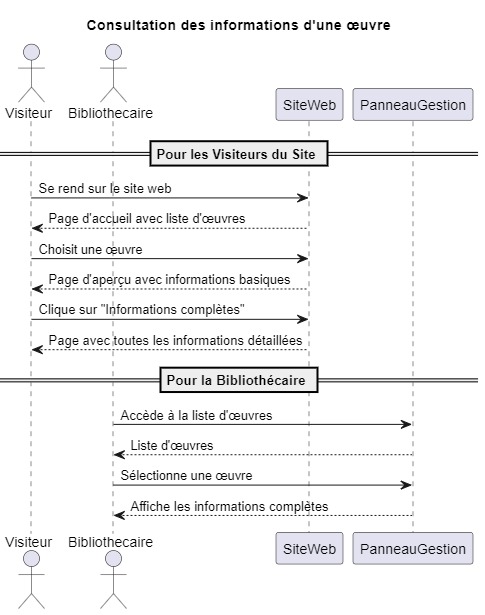 Consultation des informations d'une œuvre
Visiteur
Bibliothecaire
SiteWeb
PanneauGestion
Pour les Visiteurs du Site
Se rend sur le site web
Page d'accueil avec liste d'œuvres
Choisit une œuvre
Page d'aperçu avec informations basiques
Clique sur "Informations complètes"
Page avec toutes les informations détaillées
Pour la Bibliothécaire
Accède à la liste d'œuvres
Liste d'œuvres
Sélectionne une œuvre
Affiche les informations complètes
Visiteur
Bibliothecaire
SiteWeb
PanneauGestion